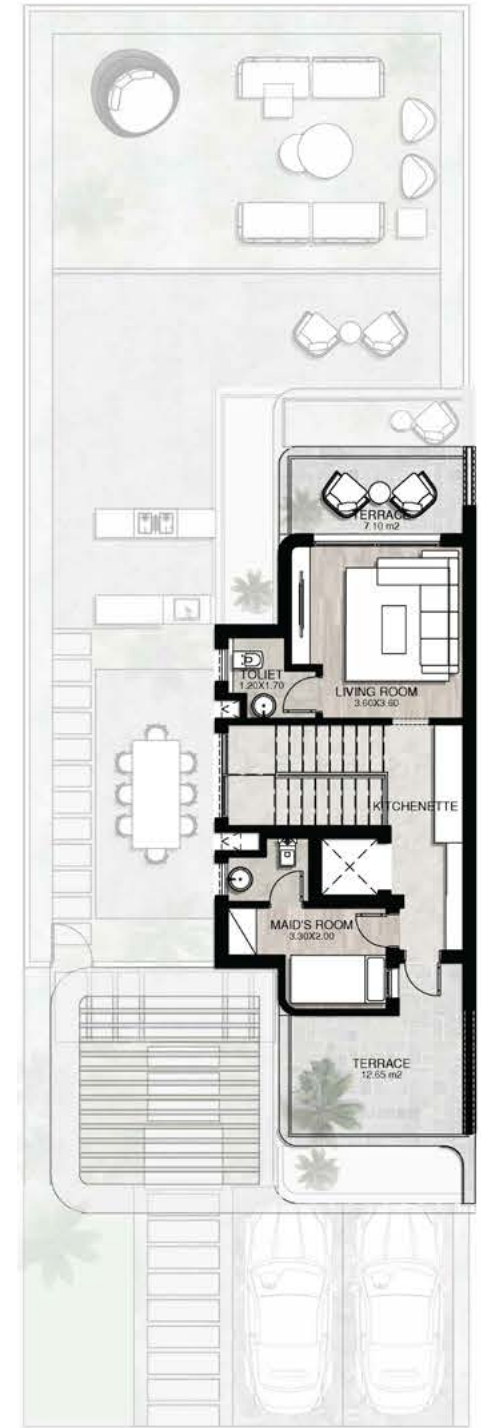 TERRACE
7.10 m2
TOLIET
1.20X1.70
LIVING ROOM
3.60X3.60
KITCHENETTE
MAID'S ROOM
3.30X2.00
TERRACE
12.65 m2